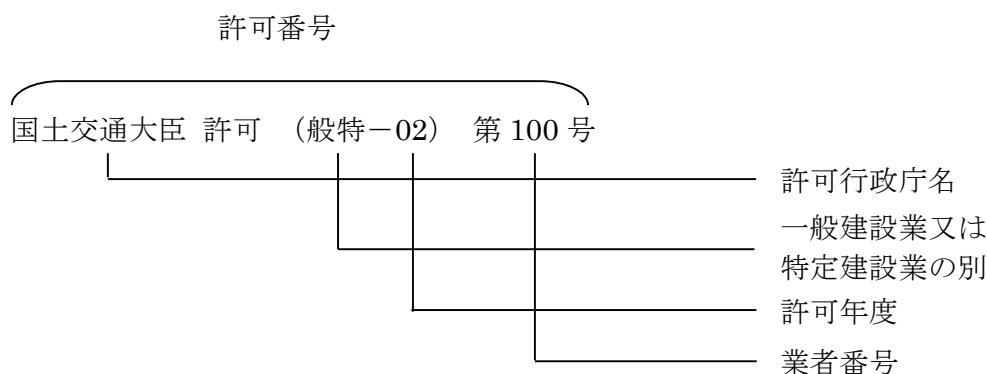 許可番号
国土交通大臣 許可 （般特－02） 第 100 号
許可行政庁名
一般建設業又は
特定建設業の別
許可年度
業者番号